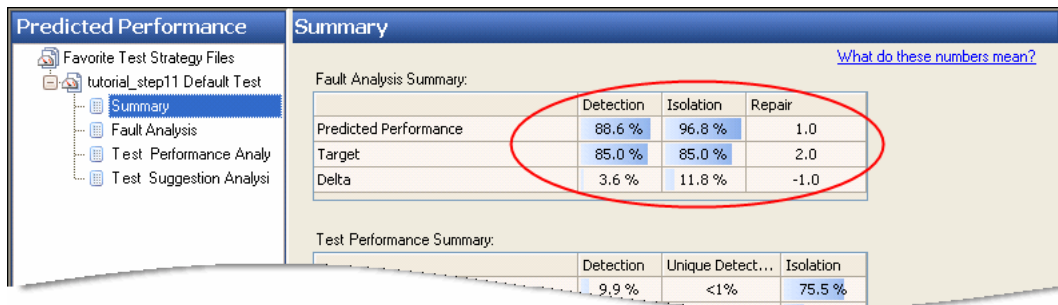 Predicted Performance
Favorite Test Strategy Files
tutorial_step11 Default Test
Summary
Fault Analysis
Test Performance Analy
Test Suggestion Analysi
Summary
What do these numbers mean?
Fault Analysis Summary:
Detection Isolation Repair
Predicted Performance 88.6 % 96.8 % 1.0
Target 85.0 % 85.0 % 2.0
Delta 3.6 % 11.8 % -1.0
Test Performance Summary:
Detection Unique Detect... Isolation
9.9 % <1% 75.5 %